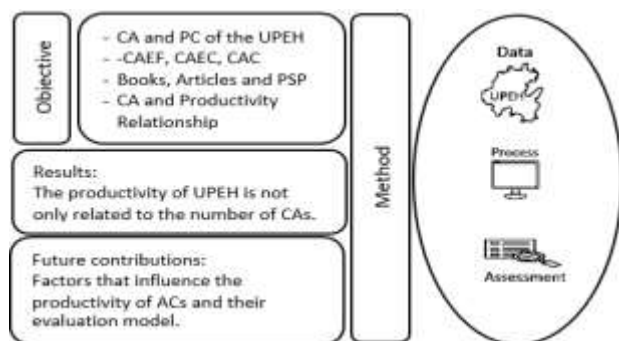 Objective
- CA and PC of the UPEH
- -CAEF, CAEC, CAC
- Books, Articles and PSP
- CA and Productivity
Relationship
Results:
The productivity of UPEH is not
only related to the number of CAs.
Future contributions:
Factors that influence the
productivity of ACs and their
evaluation model.
Method
Data
UPEH
Process
Assessment